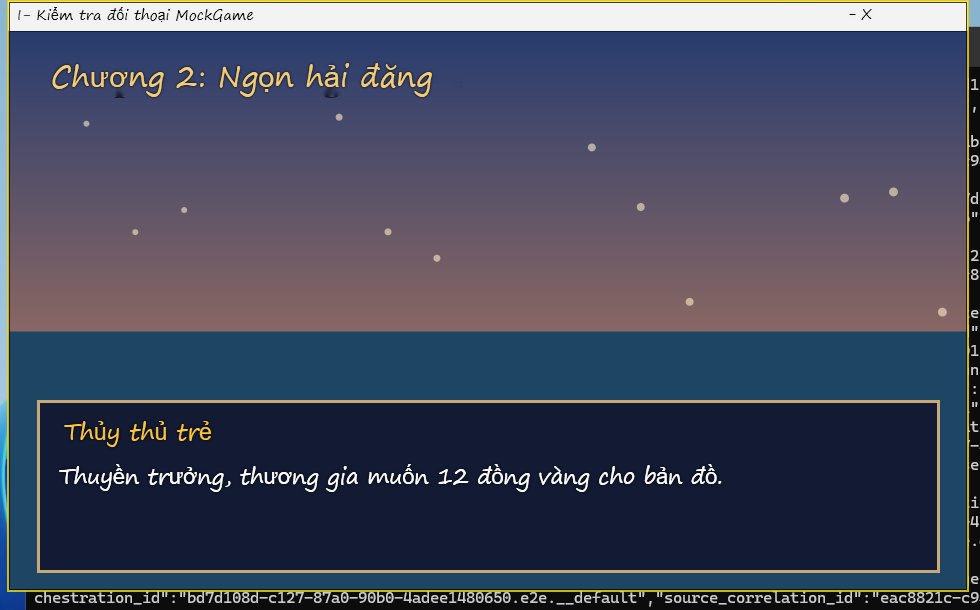 I- Kiểm tra đối thoại MockGame
- X
Chương 2: Ngọn hải đăng
Thủy thủ trẻ
Thuyền trưởng, thương gia muốn 12 đồng vàng cho bản đồ.
chestration_id":"bd7d108d-c127-87a0-90b0-4adee1480650.e2e.__default","source_correlation_id":"eac8821c-c